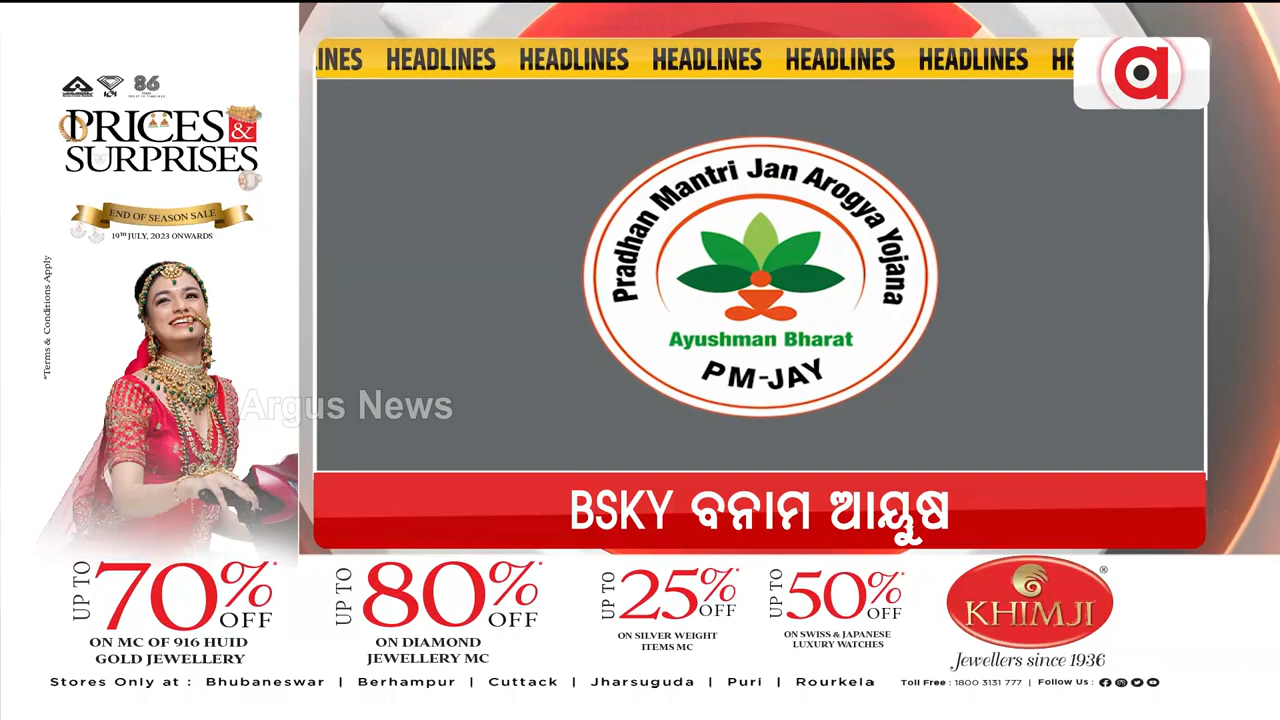 INES HEADLINES HEADLINES HEADLINES HEADLINES HEADLINES HE
a
86
PRICES &
SURPRISES
END OF SEASON SALE
19TH JULY, 2023 ONWARDS
*Terms & Conditions Apply
Pradhan Mantri Jan Arogya Yojana
Ayushman Bharat
PM-JAY
Argus News
BSKY ବନାମ ଆୟୁଷ
UP TO 70%* OFF
ON MC OF 916 HUID
GOLD JEWELLERY
UP TO 80%* OFF
ON DIAMOND
JEWELLERY MC
UP TO 25%* OFF
ON SILVER WEIGHT
ITEMS MC
UP TO 50%* OFF
ON SWISS & JAPANESE
LUXURY WATCHES
KHIMJI ®
Jewellers since 1936
Stores Only at : Bhubaneswar | Berhampur | Cuttack | Jharsuguda | Puri | Rourkela
Toll Free : 1800 3131 777 | Follow Us :